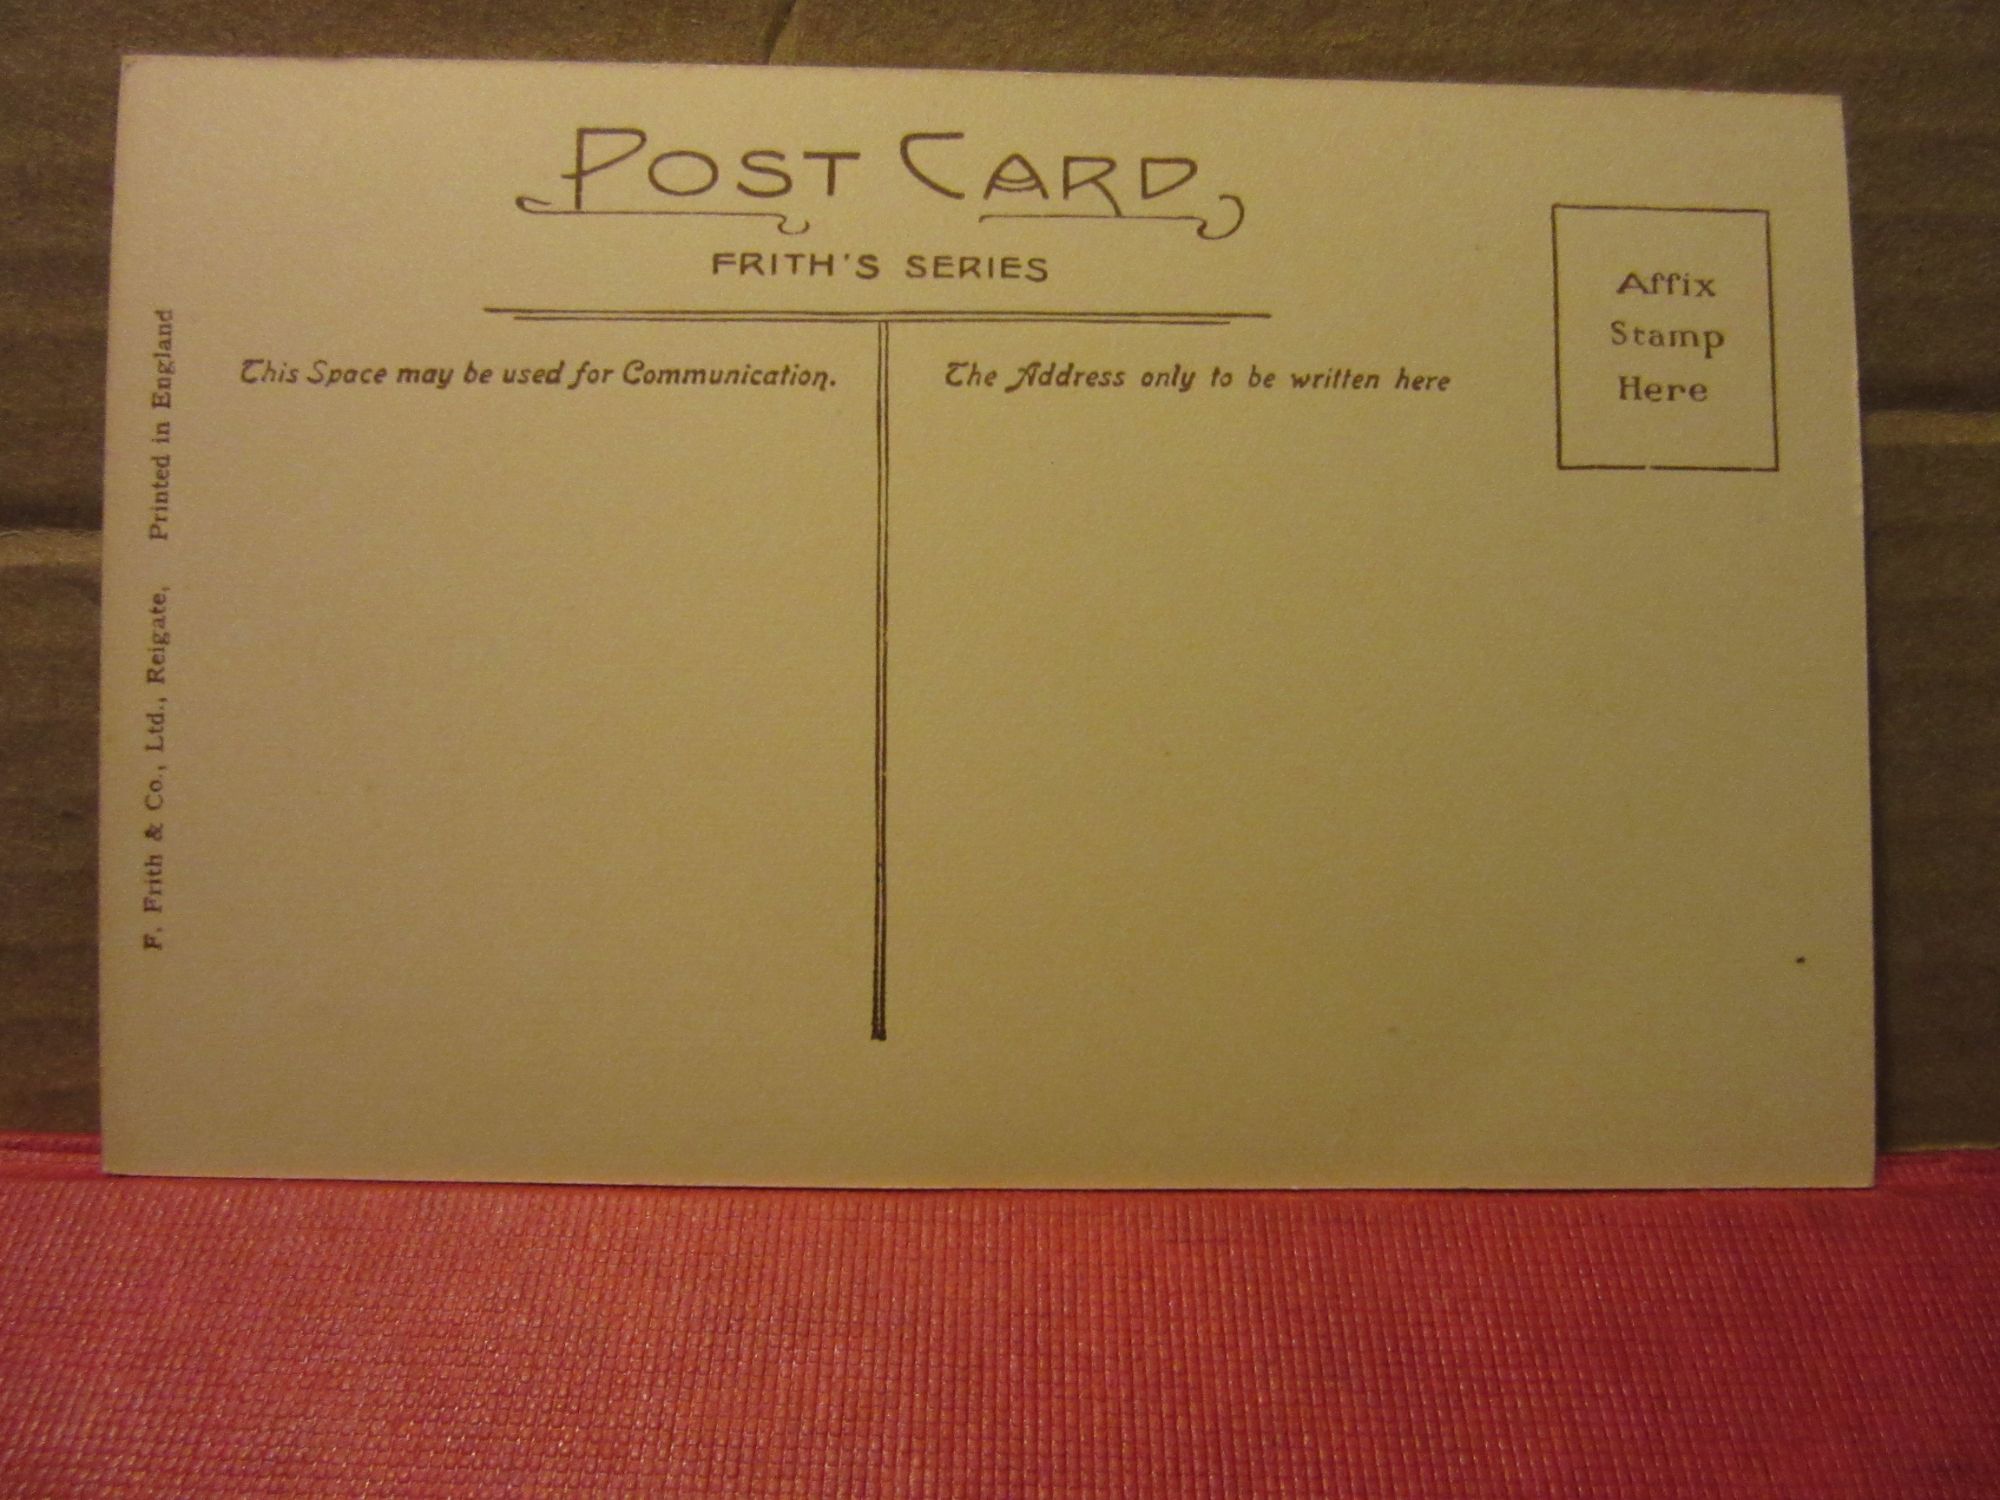 POST CARD
FRITH'S SERIES
This Space may be used for Communication.
The Address only to be written here
Affix
Stamp
Here
F. Frith & Co., Ltd., Reigate, Printed in England